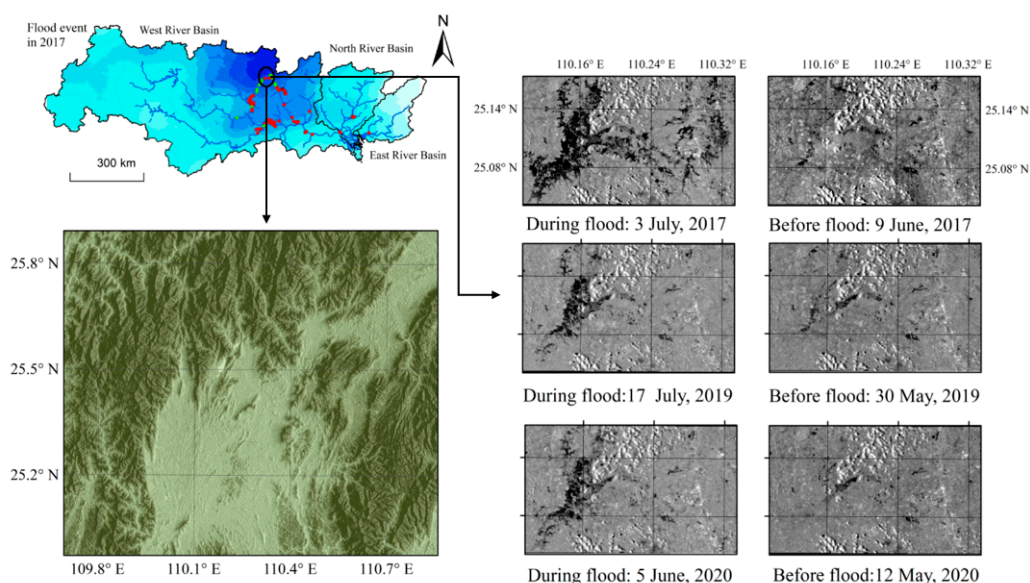 Flood event
in 2017
West River Basin
North River Basin
N
East River Basin
300 km
110.16° E 110.24° E 110.32° E
110.16° E 110.24° E 110.32° E
25.14° N
25.08° N
25.14° N
25.08° N
During flood: 3 July, 2017
Before flood: 9 June, 2017
During flood:17 July, 2019
Before flood: 30 May, 2019
During flood: 5 June, 2020
Before flood:12 May, 2020
25.8° N
25.5° N
25.2° N
109.8° E 110.1° E 110.4° E 110.7° E